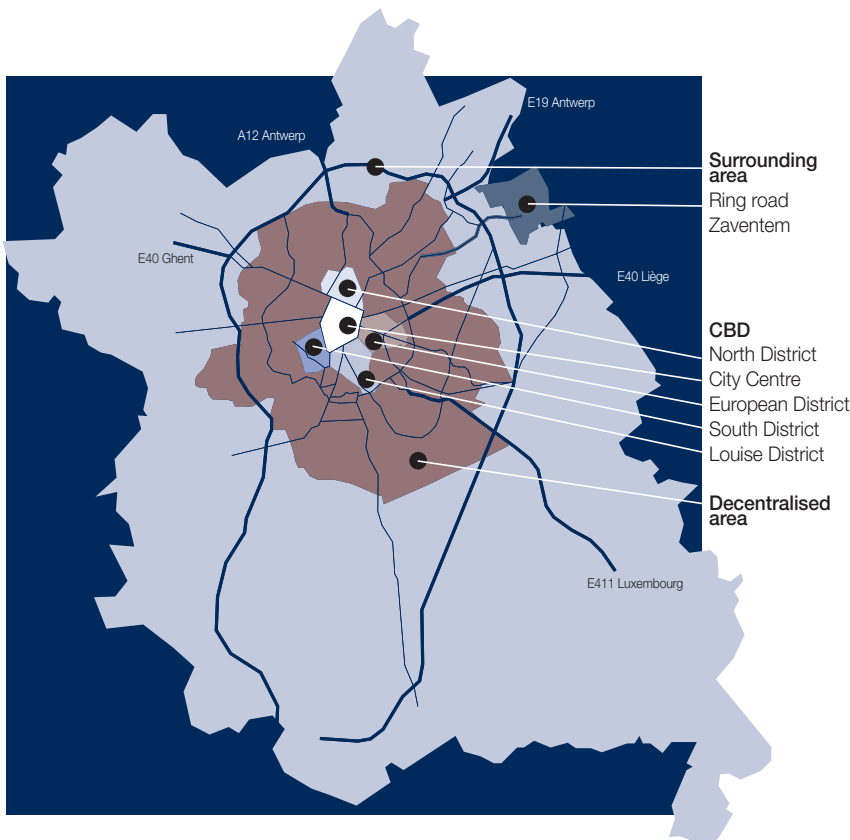 E19 Antwerp
A12 Antwerp
Surrounding
area
Ring road
Zaventem
E40 Ghent
E40 Liège
CBD
North District
City Centre
European District
South District
Louise District
Decentralised
area
E411 Luxembourg